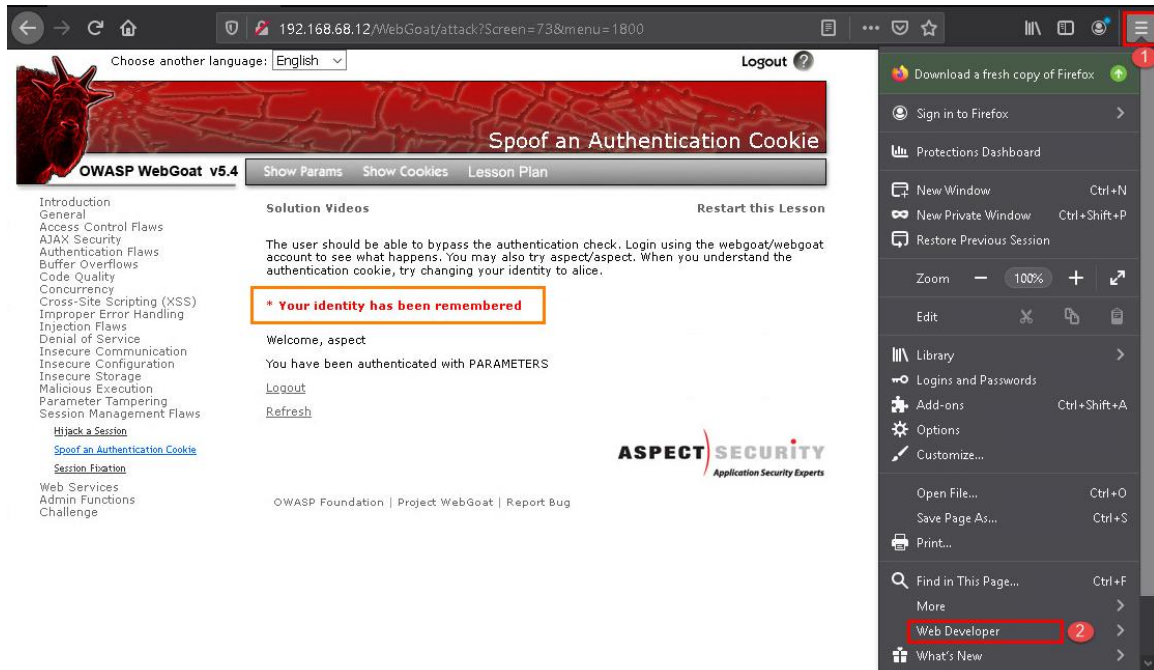 192.168.68.12/WebGoat/attack?Screen=73&menu=1800
1
Choose another language: English
Logout ?
Spoof an Authentication Cookie
OWASP WebGoat v5.4
Show Params Show Cookies Lesson Plan
Introduction
General
Access Control Flaws
AJAX Security
Authentication Flaws
Buffer Overflows
Code Quality
Concurrency
Cross-Site Scripting (XSS)
Improper Error Handling
Injection Flaws
Denial of Service
Insecure Communication
Insecure Configuration
Insecure Storage
Malicious Execution
Parameter Tampering
Session Management Flaws
Hijack a Session
Spoof an Authentication Cookie
Session Fixation
Web Services
Admin Functions
Challenge
Solution Videos
Restart this Lesson
The user should be able to bypass the authentication check. Login using the webgoat/webgoat
account to see what happens. You may also try aspect/aspect. When you understand the
authentication cookie, try changing your identity to alice.
* Your identity has been remembered
Welcome, aspect
You have been authenticated with PARAMETERS
Logout
Refresh
ASPECT SECURITY
Application Security Experts
OWASP Foundation | Project WebGoat | Report Bug
Download a fresh copy of Firefox
Sign in to Firefox
Protections Dashboard
New Window Ctrl+N
New Private Window Ctrl+Shift+P
Restore Previous Session
Zoom 100%
Edit
Library
Logins and Passwords
Add-ons Ctrl+Shift+A
Options
Customize...
Open File... Ctrl+O
Save Page As... Ctrl+S
Print...
Find in This Page... Ctrl+F
More
Web Developer 2
What's New